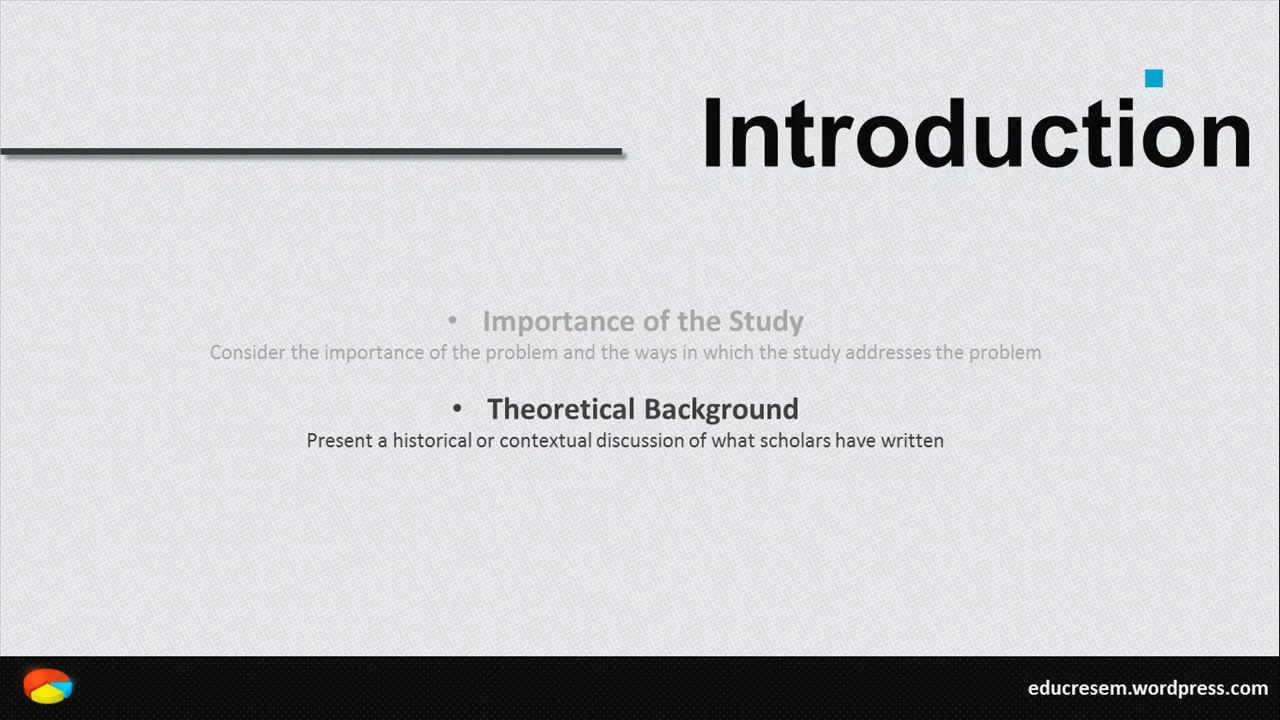 Introduction
• Importance of the Study
Consider the importance of the problem and the ways in which the study addresses the problem
• Theoretical Background
Present a historical or contextual discussion of what scholars have written
educresem.wordpress.com